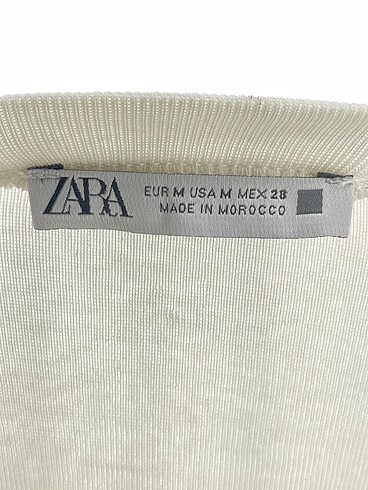 ZARA
EUR M USA M MEX 28
MADE IN MOROCCO